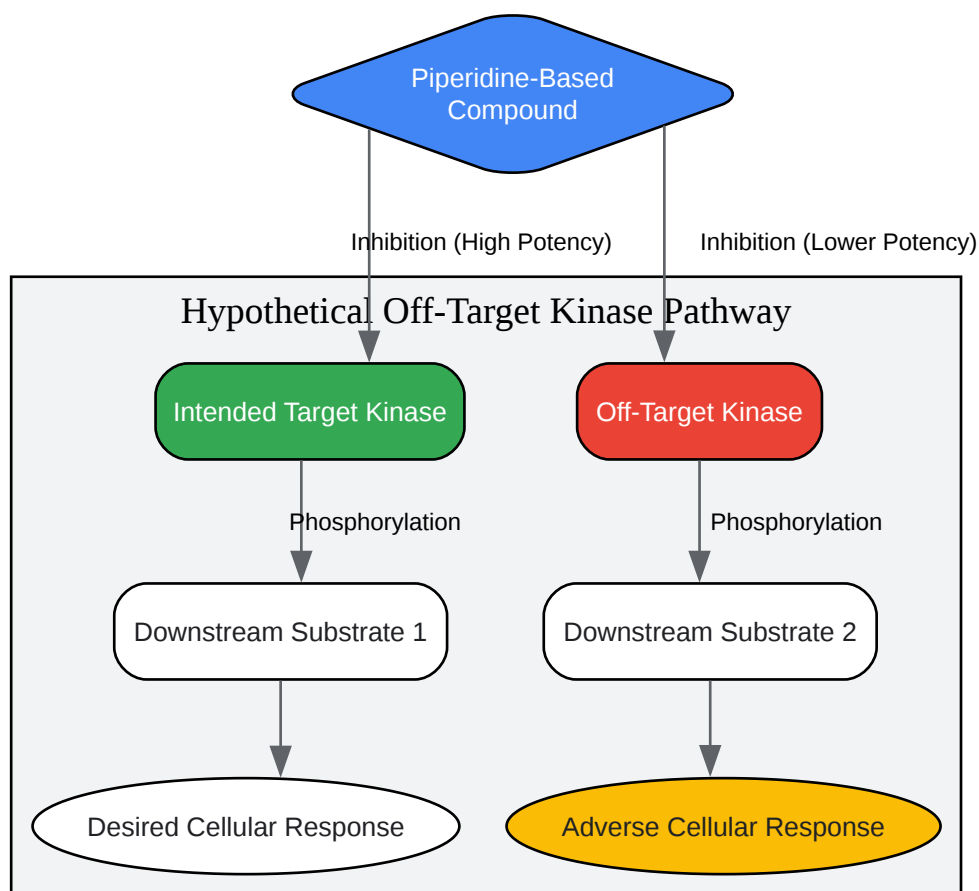 Piperidine-Based
Compound
Inhibition (High Potency)
Inhibition (Lower Potency)
Hypothetical Off-Target Kinase Pathway
Intended Target Kinase
Off-Target Kinase
Phosphorylation
Phosphorylation
Downstream Substrate 1
Downstream Substrate 2
Desired Cellular Response
Adverse Cellular Response